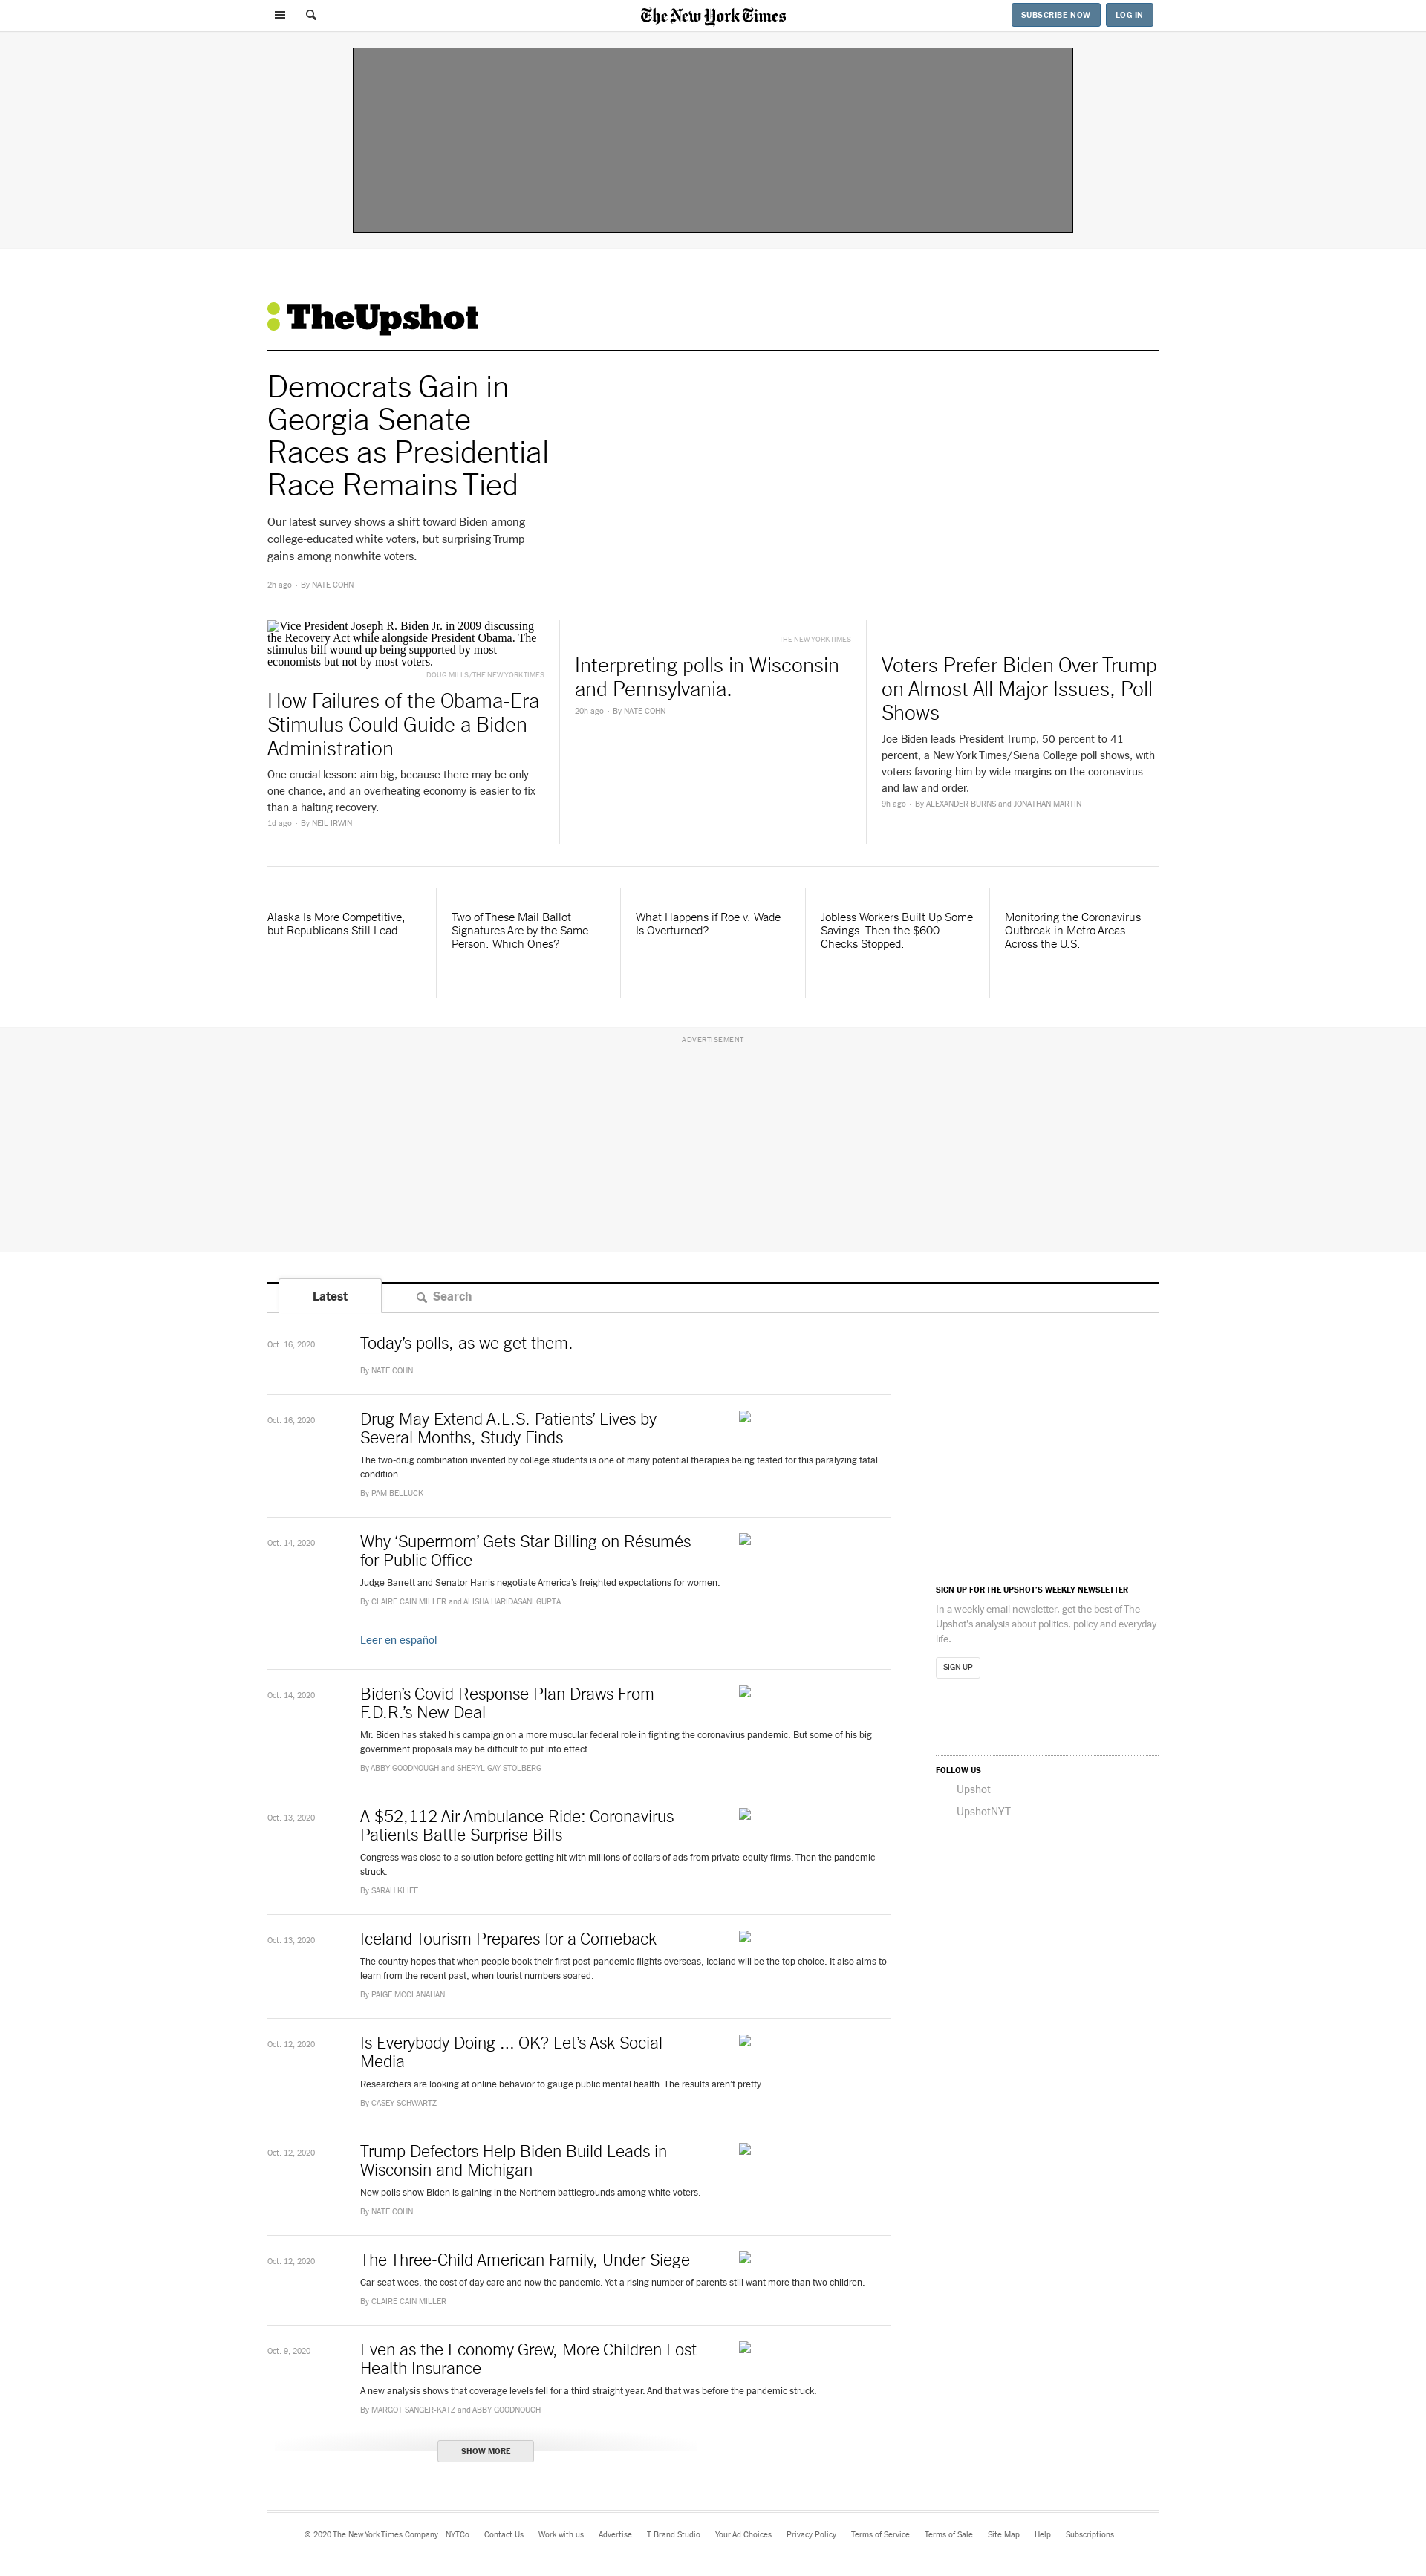 The New York Times
SUBSCRIBE NOW
LOG IN
TheUpshot
Democrats Gain in
Georgia Senate
Races as Presidential
Race Remains Tied
Our latest survey shows a shift toward Biden among
college-educated white voters, but surprising Trump
gains among nonwhite voters.
2h ago • By NATE COHN
Vice President Joseph R. Biden Jr. in 2009 discussing
the Recovery Act while alongside President Obama. The
stimulus bill wound up being supported by most
economists but not by most voters.
DOUG MILLS/THE NEW YORK TIMES
How Failures of the Obama-Era
Stimulus Could Guide a Biden
Administration
One crucial lesson: aim big, because there may be only
one chance, and an overheating economy is easier to fix
than a halting recovery.
1d ago • By NEIL IRWIN
THE NEW YORK TIMES
Interpreting polls in Wisconsin
and Pennsylvania.
20h ago • By NATE COHN
Voters Prefer Biden Over Trump
on Almost All Major Issues, Poll
Shows
Joe Biden leads President Trump, 50 percent to 41
percent, a New York Times/Siena College poll shows, with
voters favoring him by wide margins on the coronavirus
and law and order.
9h ago • By ALEXANDER BURNS and JONATHAN MARTIN
Alaska Is More Competitive,
but Republicans Still Lead
Two of These Mail Ballot
Signatures Are by the Same
Person. Which Ones?
What Happens if Roe v. Wade
Is Overturned?
Jobless Workers Built Up Some
Savings. Then the $600
Checks Stopped.
Monitoring the Coronavirus
Outbreak in Metro Areas
Across the U.S.
ADVERTISEMENT
Latest
Search
Oct. 16, 2020
Today’s polls, as we get them.
By NATE COHN
Oct. 16, 2020
Drug May Extend A.L.S. Patients’ Lives by
Several Months, Study Finds
The two-drug combination invented by college students is one of many potential therapies being tested for this paralyzing fatal
condition.
By PAM BELLUCK
Oct. 14, 2020
Why ‘Supermom’ Gets Star Billing on Résumés
for Public Office
Judge Barrett and Senator Harris negotiate America’s freighted expectations for women.
By CLAIRE CAIN MILLER and ALISHA HARIDASANI GUPTA
Leer en español
Oct. 14, 2020
Biden’s Covid Response Plan Draws From
F.D.R.’s New Deal
Mr. Biden has staked his campaign on a more muscular federal role in fighting the coronavirus pandemic. But some of his big
government proposals may be difficult to put into effect.
By ABBY GOODNOUGH and SHERYL GAY STOLBERG
Oct. 13, 2020
A $52,112 Air Ambulance Ride: Coronavirus
Patients Battle Surprise Bills
Congress was close to a solution before getting hit with millions of dollars of ads from private-equity firms. Then the pandemic
struck.
By SARAH KLIFF
Oct. 13, 2020
Iceland Tourism Prepares for a Comeback
The country hopes that when people book their first post-pandemic flights overseas, Iceland will be the top choice. It also aims to
learn from the recent past, when tourist numbers soared.
By PAIGE MCCLANAHAN
Oct. 12, 2020
Is Everybody Doing ... OK? Let’s Ask Social
Media
Researchers are looking at online behavior to gauge public mental health. The results aren’t pretty.
By CASEY SCHWARTZ
Oct. 12, 2020
Trump Defectors Help Biden Build Leads in
Wisconsin and Michigan
New polls show Biden is gaining in the Northern battlegrounds among white voters.
By NATE COHN
Oct. 12, 2020
The Three-Child American Family, Under Siege
Car-seat woes, the cost of day care and now the pandemic. Yet a rising number of parents still want more than two children.
By CLAIRE CAIN MILLER
Oct. 9, 2020
Even as the Economy Grew, More Children Lost
Health Insurance
A new analysis shows that coverage levels fell for a third straight year. And that was before the pandemic struck.
By MARGOT SANGER-KATZ and ABBY GOODNOUGH
SHOW MORE
SIGN UP FOR THE UPSHOT’S WEEKLY NEWSLETTER
In a weekly email newsletter, get the best of The
Upshot’s analysis about politics, policy and everyday
life.
SIGN UP
FOLLOW US
Upshot
UpshotNYT
© 2020 The New York Times Company NYTCo Contact Us Work with us Advertise T Brand Studio Your Ad Choices Privacy Policy Terms of Service Terms of Sale Site Map Help Subscriptions